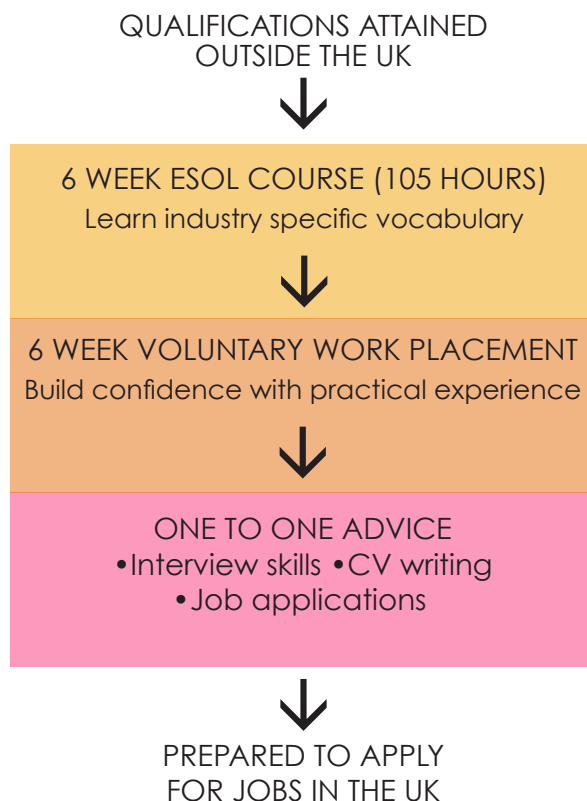 QUALIFICATIONS ATTAINED
OUTSIDE THE UK
6 WEEK ESOL COURSE (105 HOURS)
Learn industry specific vocabulary
6 WEEK VOLUNTARY WORK PLACEMENT
Build confidence with practical experience
ONE TO ONE ADVICE
•Interview skills •CV writing
•Job applications
PREPARED TO APPLY
FOR JOBS IN THE UK